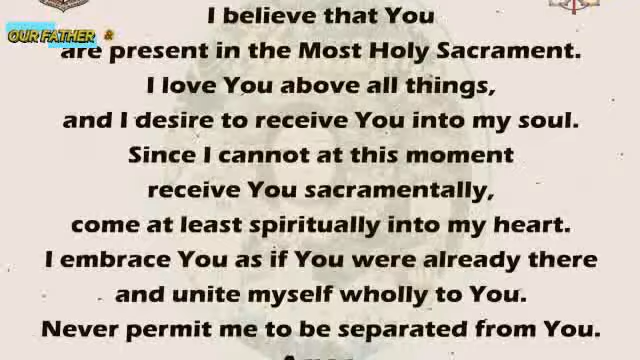 I believe that You
OUR FATHER &
are present in the Most Holy Sacrament.
I love You above all things,
and I desire to receive You into my soul.
Since I cannot at this moment
receive You sacramentally,
come at least spiritually into my heart.
I embrace You as if You were already there
and unite myself wholly to You.
Never permit me to be separated from You.